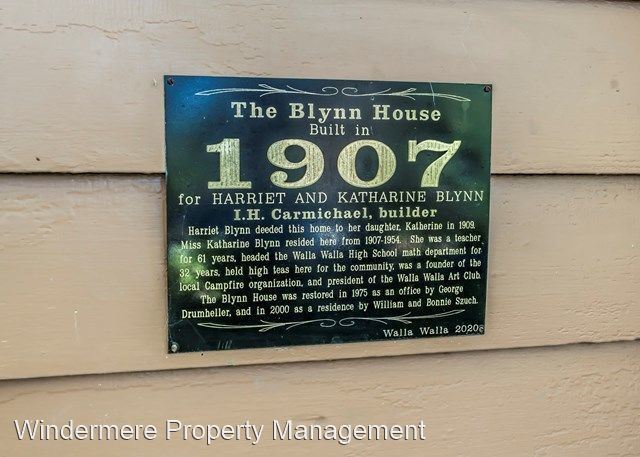 The Blynn House
Built in
1907
for HARRIET AND KATHARINE BLYNN
I.H. Carmichael, builder
Harriet Blynn deeded this home to her daughter, Katherine in 1909.
Miss Katharine Blynn resided here from 1907-1954. She was a teacher
for 61 years, headed the Walla Walla High School math department for
32 years, held high teas here for the community, was a founder of the
local Campfire organization, and president of the Walla Walla Art Club.
The Blynn House was restored in 1975 as an office by George
Drumheller, and in 2000 as a residence by William and Bonnie Szuch.
Walla Walla 2020®
Windermere Property Management